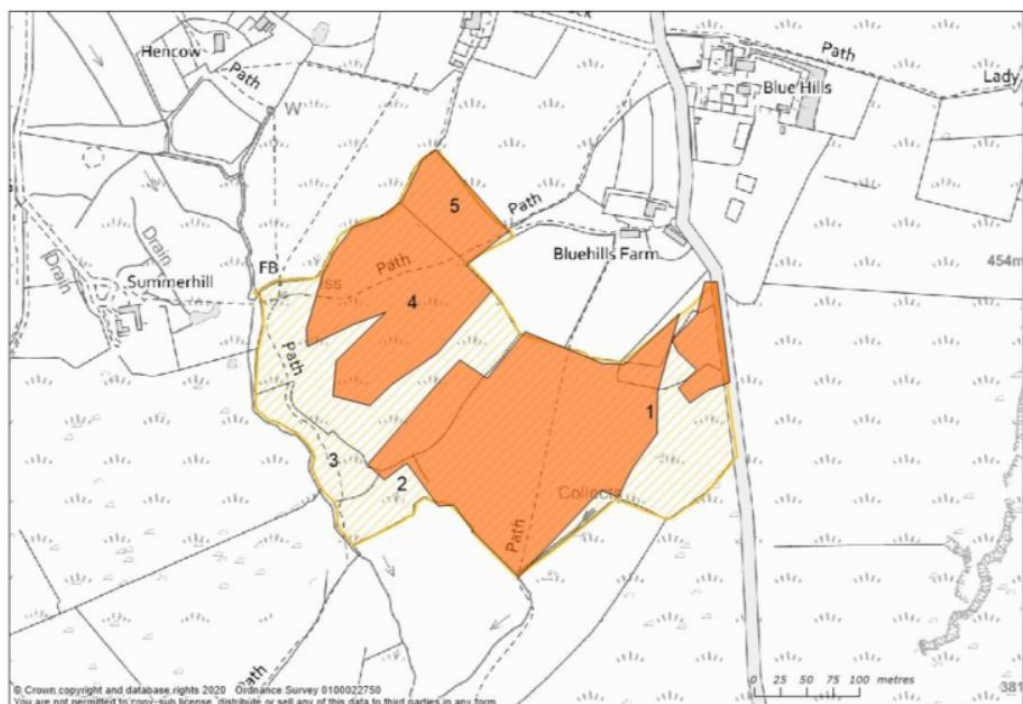 Hencow
Path
W
Path
Blue Hills
Lady
5
Path
Bluehills Farm
454m
Drain
Drain
Summerhill
FB
ss
Path
4
Path
1
3
2
Collects
Path
Path
0 25 50 75 100 metres
381
© Crown copyright and database rights 2020 Ordnance Survey 0100022750
You are not permitted to copy, sub-license, distribute or sell any of this data to third parties in any form